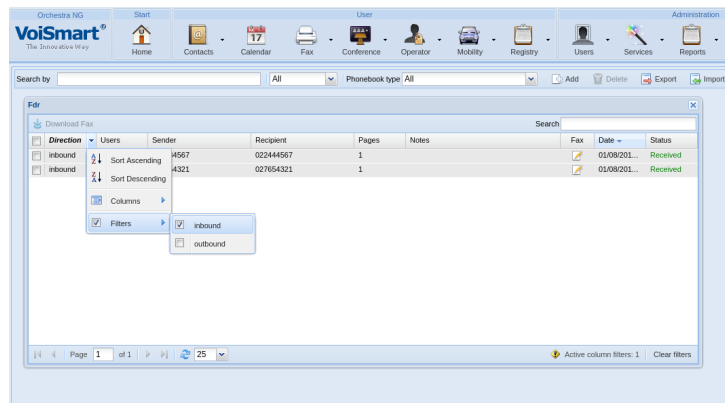 Orchestra NG Start User Administration
VoiSmart®
The Innovative Way
Home Contacts Calendar Fax Conference Operator Mobility Registry Users Services Reports
17
Search by All Phonebook type All Add Delete Export Import
Fdr
Download Fax Search
Direction Users Sender Recipient Pages Notes Fax Date Status
inbound 4567 022444567 1 01/08/201... Received
inbound 4321 027654321 1 01/08/201... Received
Sort Ascending
Sort Descending
Columns
Filters inbound
outbound
Page 1 of 1 25 Active column filters: 1 Clear filters